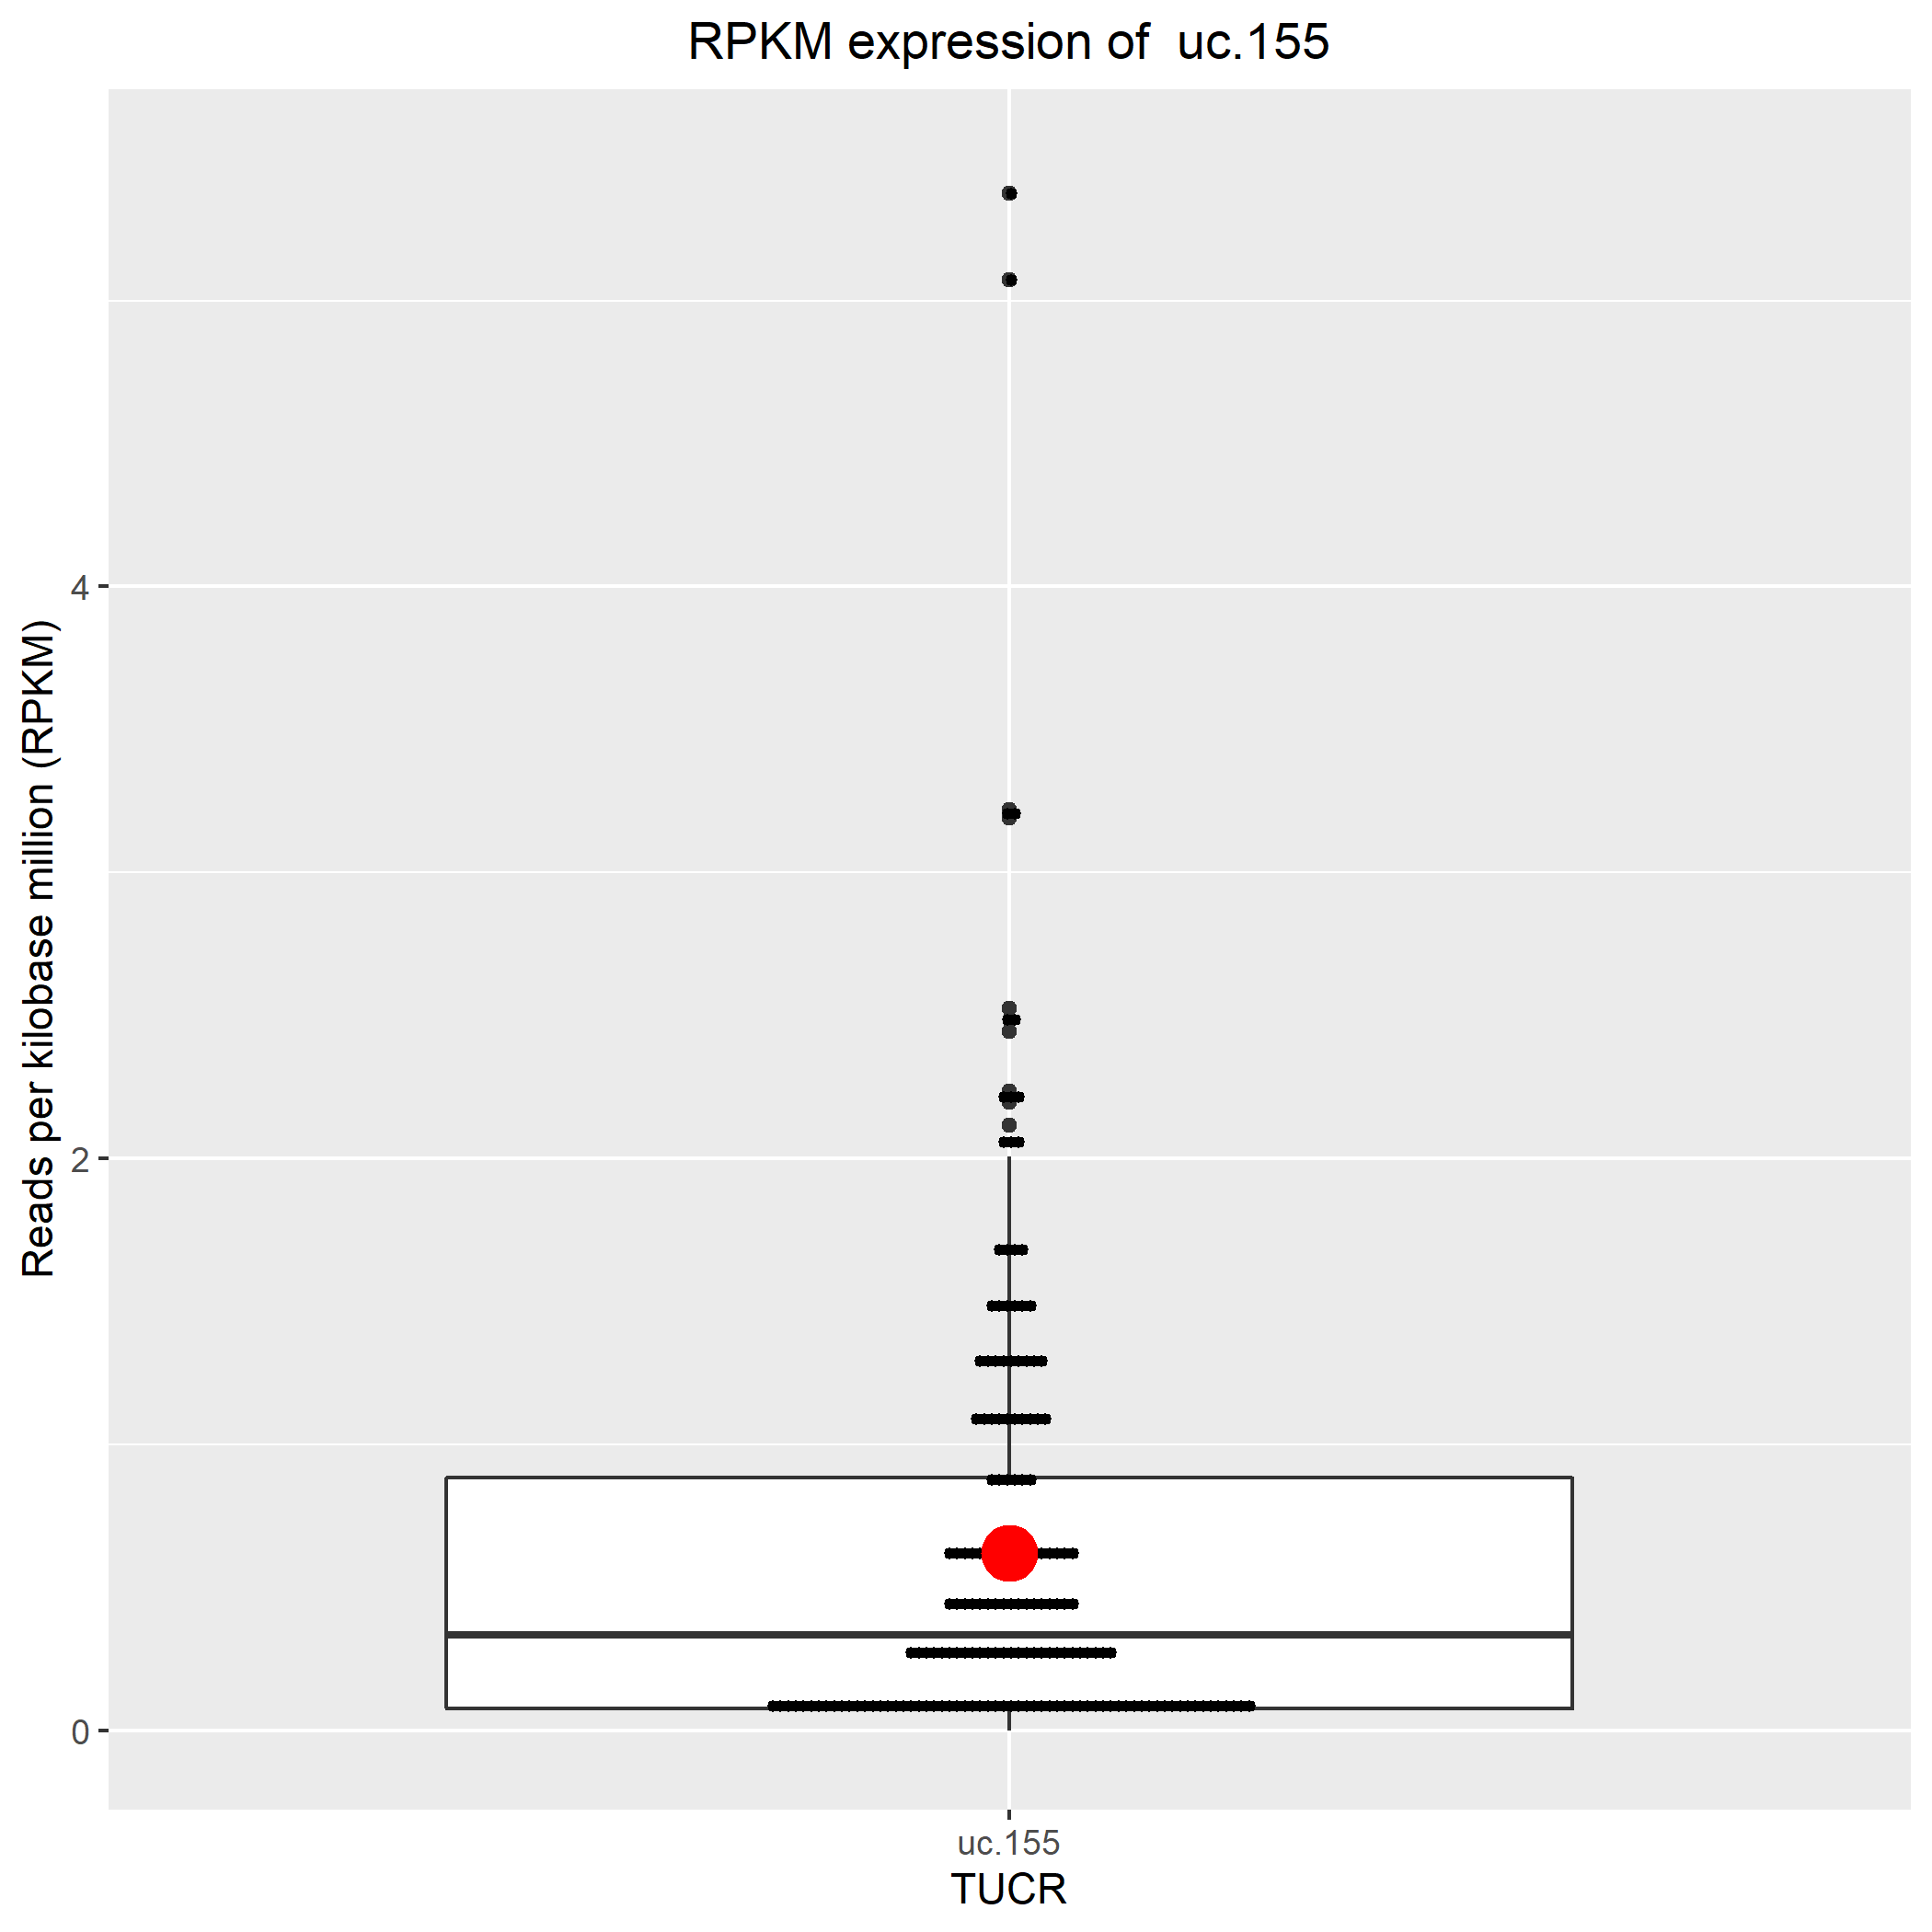 RPKM expression of  uc.155
Reads per kilobase million (RPKM)
4
2
0
uc.155
TUCR